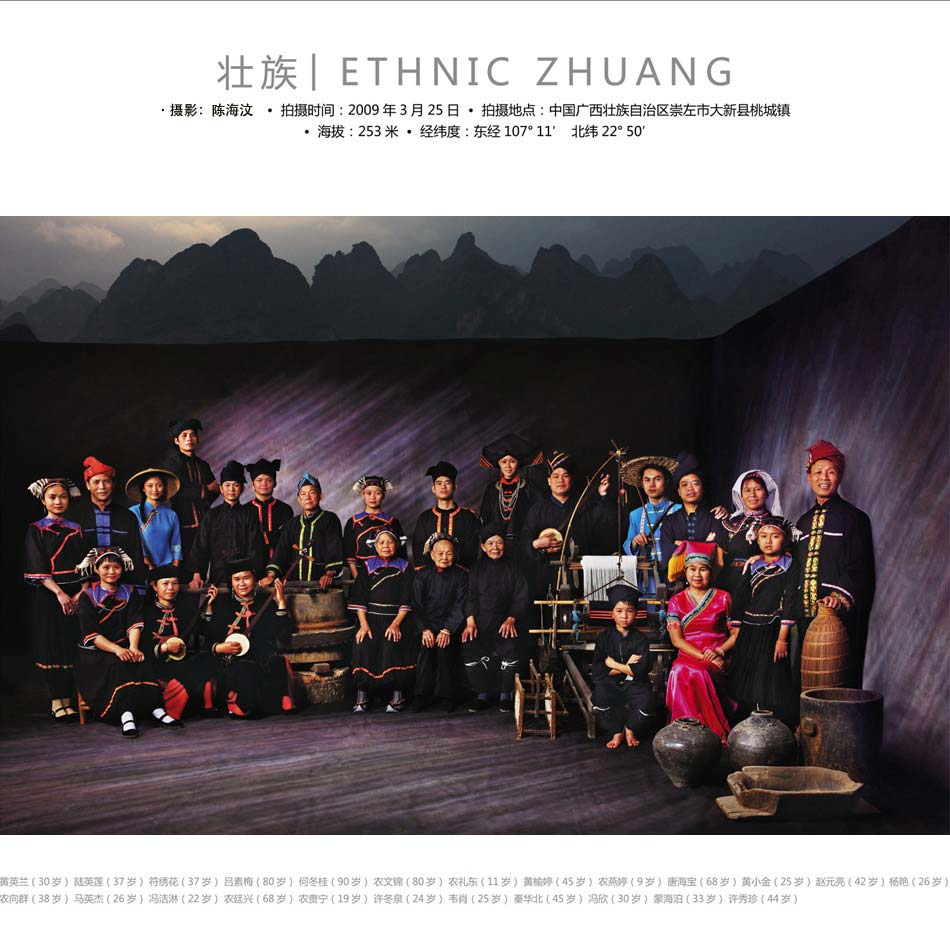 壮族| ETHNIC ZHUANG
·摄影：陈海汶 • 拍摄时间：2009 年 3 月 25 日 • 拍摄地点：中国广西壮族自治区崇左市大新县桃城镇
• 海拔：253 米 • 经纬度：东经 107° 11′ 北纬 22° 50′
黄英兰（30 岁）陆英莲（37 岁）符绣花（37 岁）吕素梅（80 岁）何冬桂（90 岁）农文锦（80 岁）农礼东（11 岁）黄榆婷（45 岁）农燕婷（9 岁）唐海宝（68 岁）黄小金（25 岁）赵元亮（42 岁）杨艳（26 岁）
农向群（38 岁）马英杰（26 岁）冯洁淋（22 岁）农廷兴（68 岁）农贵宁（19 岁）许冬泉（24 岁）韦肖（25 岁）秦华北（45 岁）冯欣（30 岁）蒙海泊（33 岁）许秀珍（44 岁）